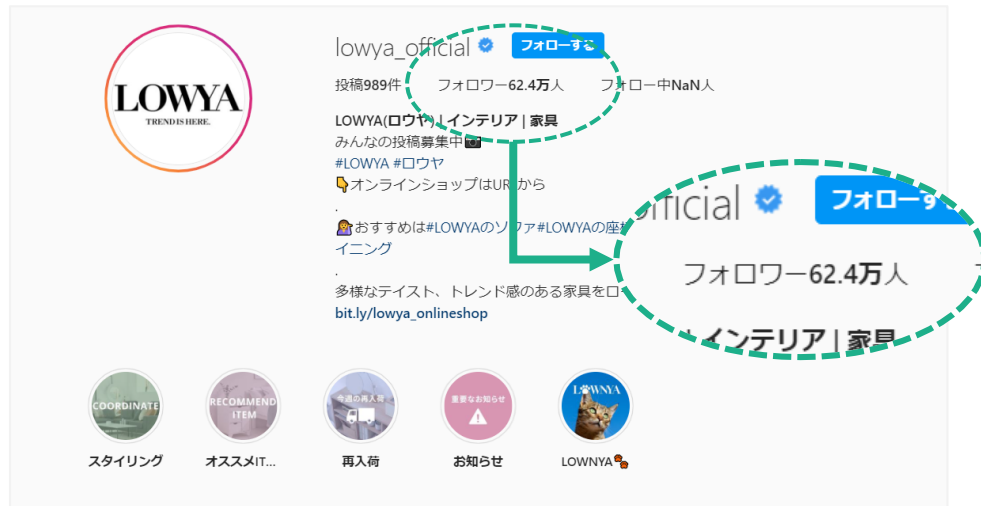 lowya_official
フォローする
投稿989件 フォロワー62.4万人 フォロー中NaN人
LOWYA(ロウヤ) | インテリア | 家具
みんなの投稿募集中
#LOWYA #ロウヤ
オンラインショップはURLから
.
おすすめは#LOWYAのソファ#LOWYAの座
イニング
.
多様なテイスト、トレンド感のある家具をロー
bit.ly/lowya_onlineshop
LOWYA
TREND IS HERE.
official
フォローす
フォロワー62.4万人
| インテリア | 家具
COORDINATE
RECOMMEND
ITEM
今週の再入荷
重要なお知らせ
LOWNYA
スタイリング
オススメIT...
再入荷
お知らせ
LOWNYA